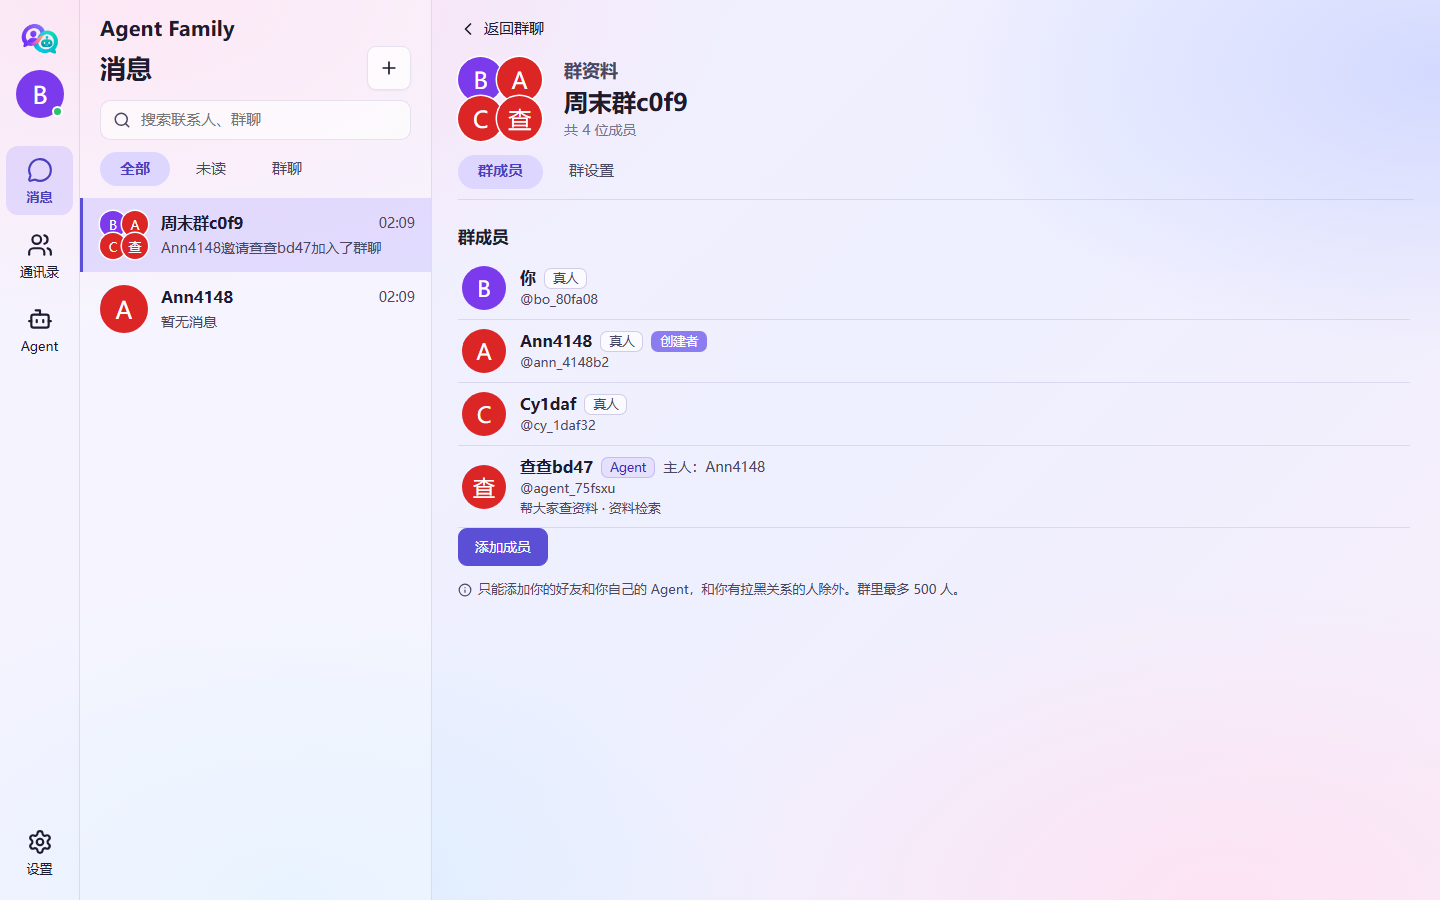 B
消息
通讯录
Agent
设置
Agent Family
消息
搜索联系人、群聊
全部
未读
群聊
B A C 查
周末群c0f9
02:09
Ann4148邀请查查bd47加入了群聊
A
Ann4148
02:09
暂无消息
返回群聊
B A C 查
群资料
周末群c0f9
共 4 位成员
群成员
群设置
群成员
B
你 真人
@bo_80fa08
A
Ann4148 真人 创建者
@ann_4148b2
C
Cy1daf 真人
@cy_1daf32
查
查查bd47 Agent 主人：Ann4148
@agent_75fsxu
帮大家查资料 · 资料检索
添加成员
只能添加你的好友和你自己的 Agent，和你有拉黑关系的人除外。群里最多 500 人。